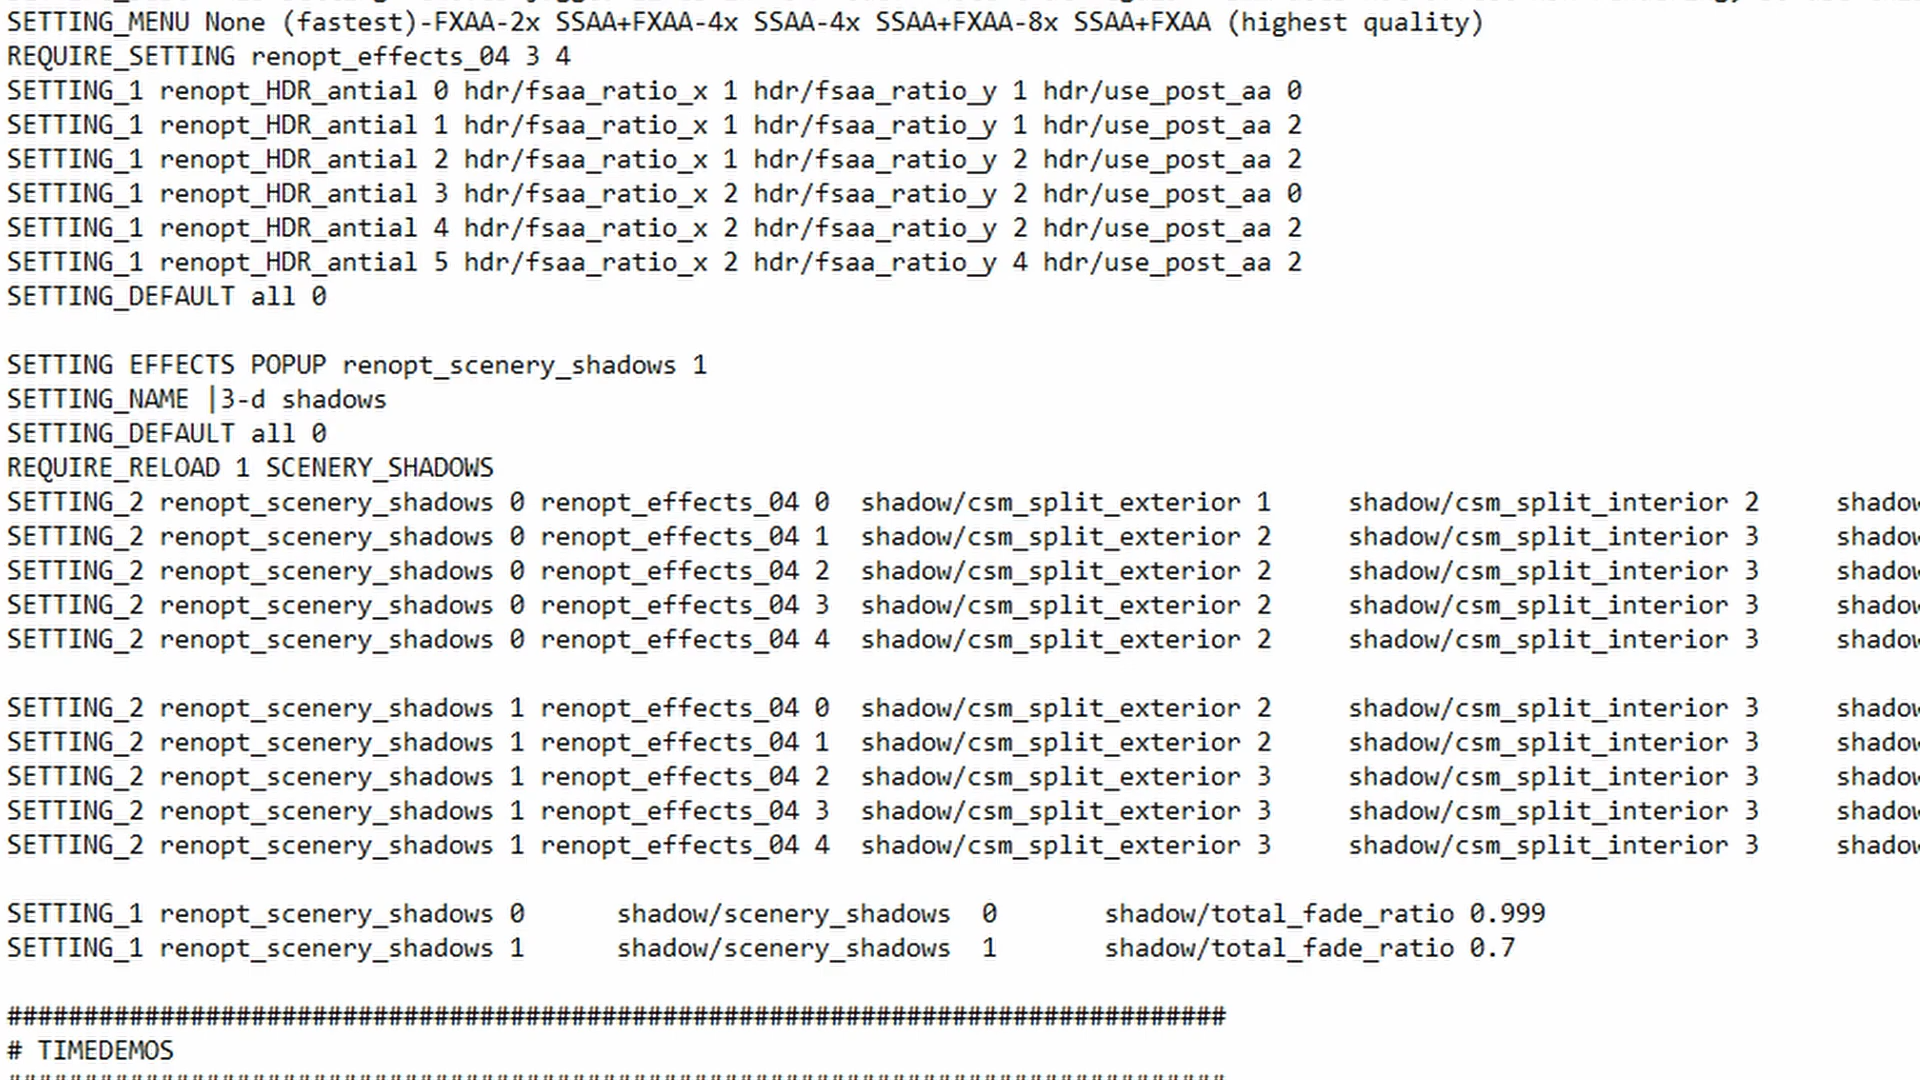 SETTING_MENU None (fastest)-FXAA-2x SSAA+FXAA-4x SSAA-4x SSAA+FXAA-8x SSAA+FXAA (highest quality)
REQUIRE_SETTING renopt_effects_04 3 4
SETTING_1 renopt_HDR_antial 0 hdr/fsaa_ratio_x 1 hdr/fsaa_ratio_y 1 hdr/use_post_aa 0
SETTING_1 renopt_HDR_antial 1 hdr/fsaa_ratio_x 1 hdr/fsaa_ratio_y 1 hdr/use_post_aa 2
SETTING_1 renopt_HDR_antial 2 hdr/fsaa_ratio_x 1 hdr/fsaa_ratio_y 2 hdr/use_post_aa 2
SETTING_1 renopt_HDR_antial 3 hdr/fsaa_ratio_x 2 hdr/fsaa_ratio_y 2 hdr/use_post_aa 0
SETTING_1 renopt_HDR_antial 4 hdr/fsaa_ratio_x 2 hdr/fsaa_ratio_y 2 hdr/use_post_aa 2
SETTING_1 renopt_HDR_antial 5 hdr/fsaa_ratio_x 2 hdr/fsaa_ratio_y 4 hdr/use_post_aa 2
SETTING_DEFAULT all 0
SETTING EFFECTS POPUP renopt_scenery_shadows 1
SETTING_NAME |3-d shadows
SETTING_DEFAULT all 0
REQUIRE_RELOAD 1 SCENERY_SHADOWS
SETTING_2 renopt_scenery_shadows 0 renopt_effects_04 0 shadow/csm_split_exterior 1 shadow/csm_split_interior 2 shadow
SETTING_2 renopt_scenery_shadows 0 renopt_effects_04 1 shadow/csm_split_exterior 2 shadow/csm_split_interior 3 shadow
SETTING_2 renopt_scenery_shadows 0 renopt_effects_04 2 shadow/csm_split_exterior 2 shadow/csm_split_interior 3 shadow
SETTING_2 renopt_scenery_shadows 0 renopt_effects_04 3 shadow/csm_split_exterior 2 shadow/csm_split_interior 3 shadow
SETTING_2 renopt_scenery_shadows 0 renopt_effects_04 4 shadow/csm_split_exterior 2 shadow/csm_split_interior 3 shadow
SETTING_2 renopt_scenery_shadows 1 renopt_effects_04 0 shadow/csm_split_exterior 2 shadow/csm_split_interior 3 shadow
SETTING_2 renopt_scenery_shadows 1 renopt_effects_04 1 shadow/csm_split_exterior 2 shadow/csm_split_interior 3 shadow
SETTING_2 renopt_scenery_shadows 1 renopt_effects_04 2 shadow/csm_split_exterior 3 shadow/csm_split_interior 3 shadow
SETTING_2 renopt_scenery_shadows 1 renopt_effects_04 3 shadow/csm_split_exterior 3 shadow/csm_split_interior 3 shadow
SETTING_2 renopt_scenery_shadows 1 renopt_effects_04 4 shadow/csm_split_exterior 3 shadow/csm_split_interior 3 shadow
SETTING_1 renopt_scenery_shadows 0 shadow/scenery_shadows 0 shadow/total_fade_ratio 0.999
SETTING_1 renopt_scenery_shadows 1 shadow/scenery_shadows 1 shadow/total_fade_ratio 0.7
################################################################################
# TIMEDEMOS
################################################################################